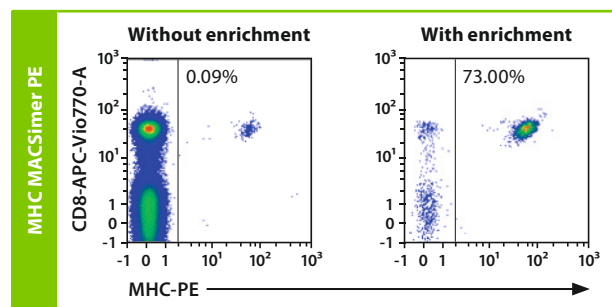 MHC MACSimer PE
Without enrichment
With enrichment
CD8-APC-Vio770-A
10³
10²
10¹
1
0
-1
0.09%
-1 0 1 10¹ 10² 10³
10³
10²
10¹
1
0
-1
73.00%
-1 0 1 10¹ 10² 10³
MHC-PE